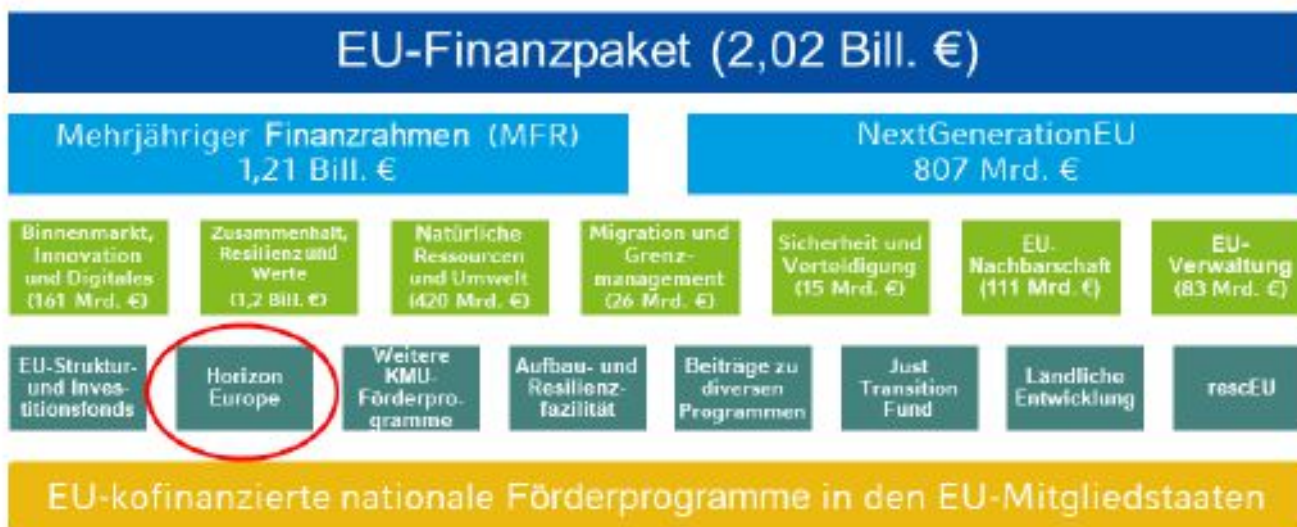 EU-Finanzpaket (2,02 Bill. €)
Mehrjähriger Finanzrahmen (MFR)
1,21 Bill. €
NextGenerationEU
807 Mrd. €
Binnenmarkt,
Innovation
und Digitales
(161 Mrd. €)
Zusammenhalt,
Resilienz und
Werte
(1,2 Bill. €)
Natürliche
Ressourcen
und Umwelt
(420 Mrd. €)
Migration und
Grenz-
management
(26 Mrd. €)
Sicherheit und
Verteidigung
(15 Mrd. €)
EU-
Nachbarschaft
(111 Mrd. €)
EU-
Verwaltung
(83 Mrd. €)
EU-Struktur-
und Inves-
titionsfonds
Horizon
Europe
Weitere
KMU-
Förderpro-
gramme
Aufbau- und
Resilienz-
fazilität
Beiträge zu
diversen
Programmen
Just
Transition
Fund
Ländliche
Entwicklung
rescEU
EU-kofinanzierte nationale Förderprogramme in den EU-Mitgliedstaaten